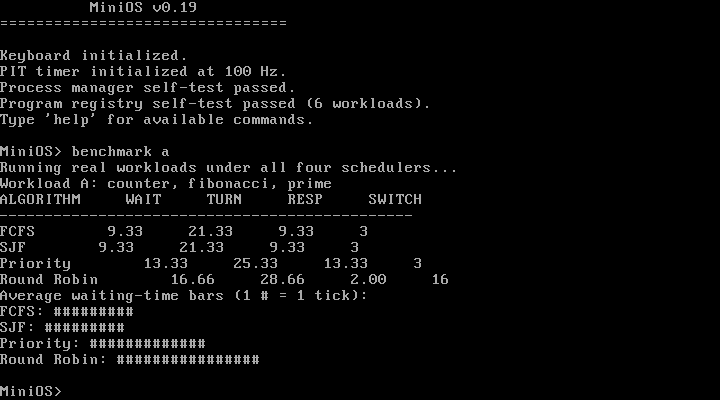 MiniOS v0.19
================================
Keyboard initialized.
PIT timer initialized at 100 Hz.
Process manager self-test passed.
Program registry self-test passed (6 workloads).
Type 'help' for available commands.
MiniOS> benchmark a
Running real workloads under all four schedulers...
Workload A: counter, fibonacci, prime
ALGORITHM     WAIT     TURN     RESP     SWITCH
----------------------------------------------
FCFS        9.33     21.33     9.33     3
SJF        9.33     21.33     9.33     3
Priority        13.33     25.33     13.33     3
Round Robin     16.66     28.66     2.00     16
Average waiting-time bars (1 # = 1 tick):
FCFS: #########
SJF: #########
Priority: #############
Round Robin: ################
MiniOS>